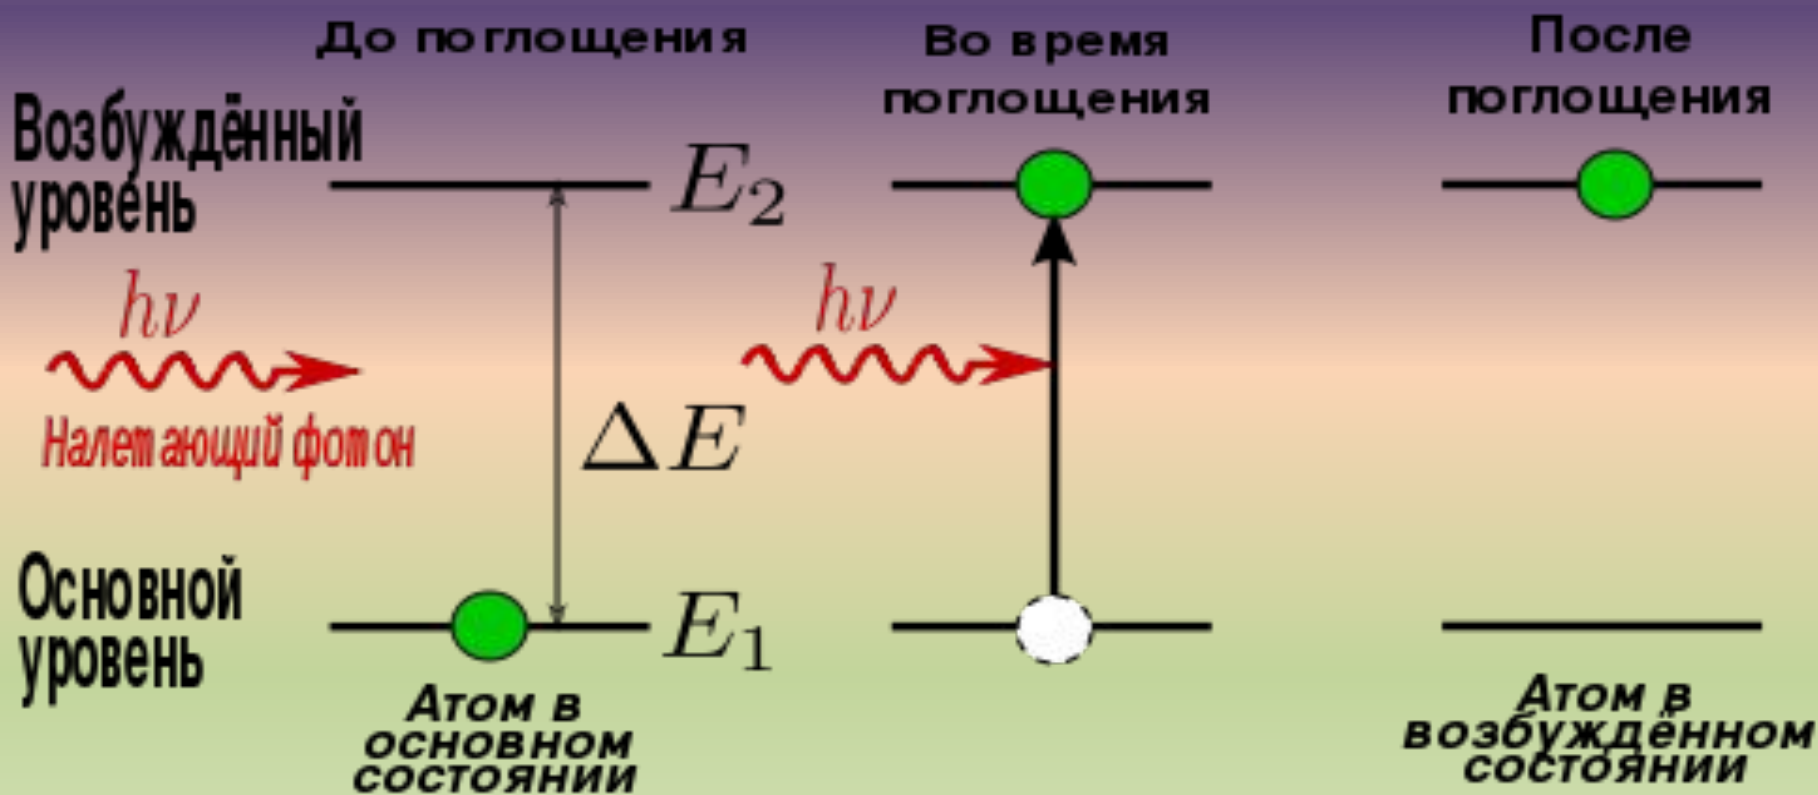 До поглощения
Во время
поглощения
После
поглощения
Возбуждённый
уровень
E₂
hν
Налетающий фотон
hν
ΔE
Основной
уровень
E₁
Атом в
основном
состоянии
Атом в
возбуждённом
состоянии